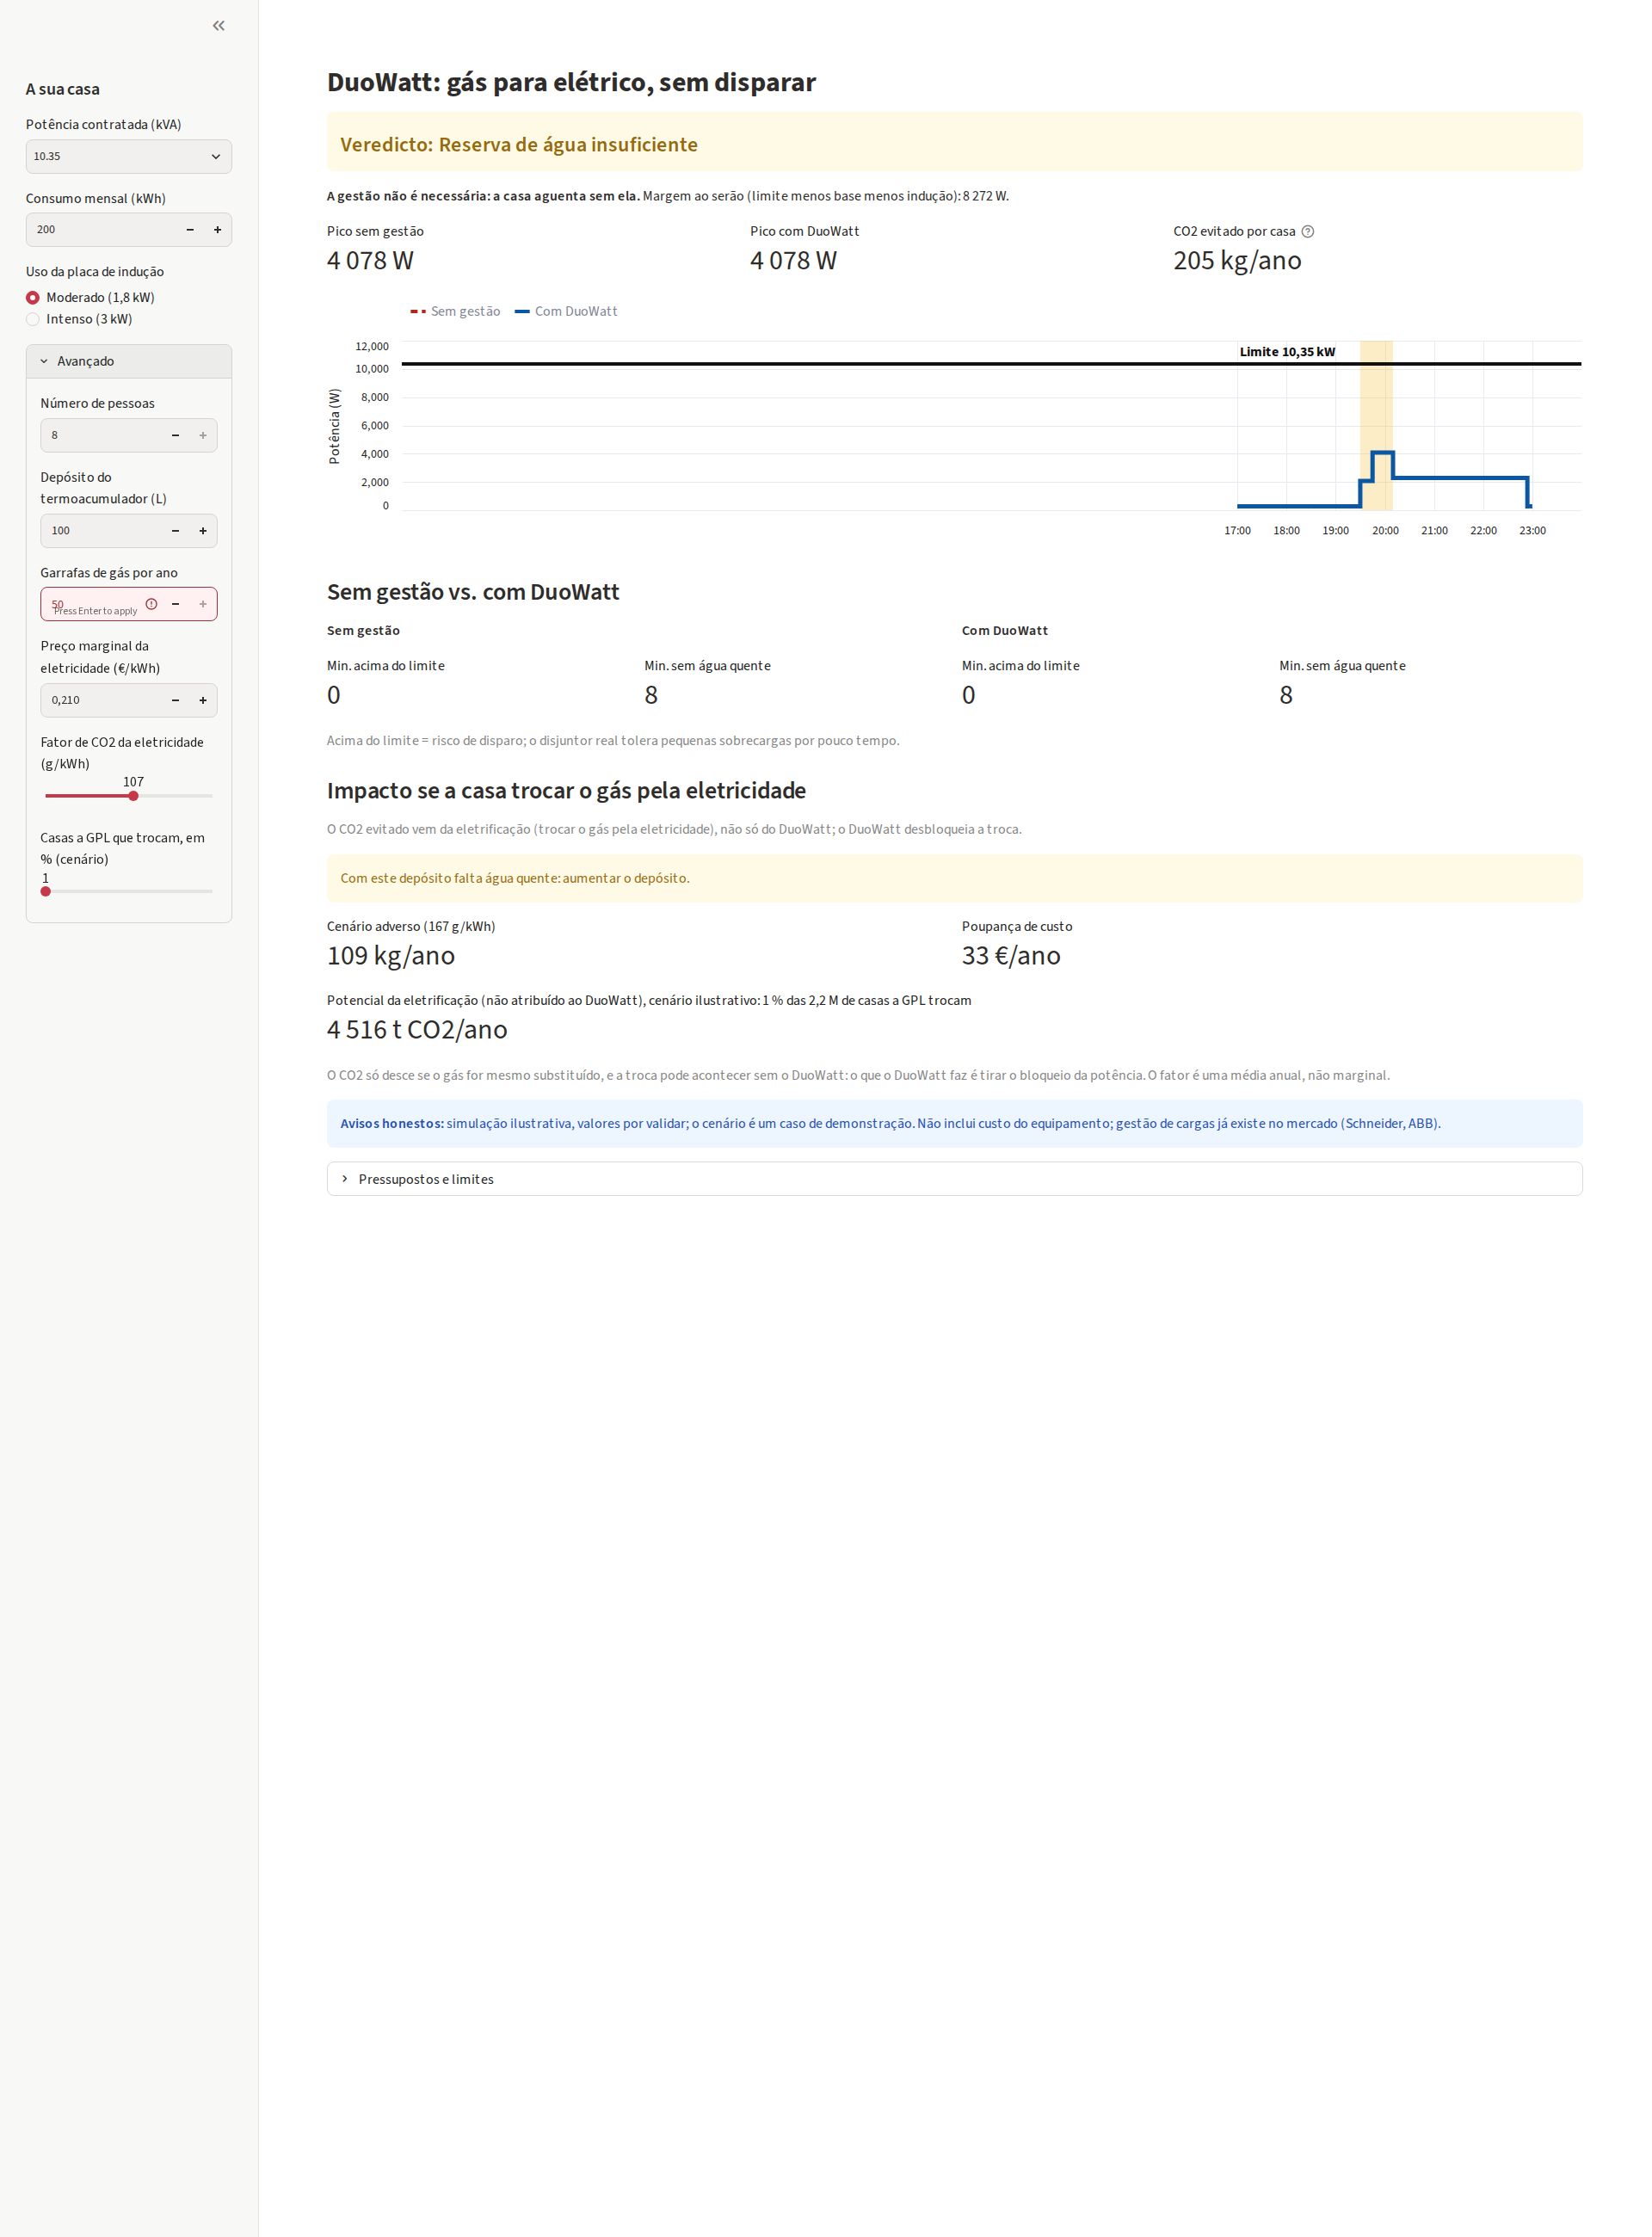 A sua casa
Potência contratada (kVA)
10.35
Consumo mensal (kWh)
200
Uso da placa de indução
Moderado (1,8 kW)
Intenso (3 kW)
Avançado
Número de pessoas
8
Depósito do
termoacumulador (L)
100
Garrafas de gás por ano
50
Press Enter to apply
Preço marginal da
eletricidade (€/kWh)
0,210
Fator de CO2 da eletricidade
(g/kWh)
107
Casas a GPL que trocam, em
% (cenário)
1
DuoWatt: gás para elétrico, sem disparar
Veredicto: Reserva de água insuficiente
A gestão não é necessária: a casa aguenta sem ela. Margem ao serão (limite menos base menos indução): 8 272 W.
Pico sem gestão
4 078 W
Pico com DuoWatt
4 078 W
CO2 evitado por casa
205 kg/ano
Sem gestão
Com DuoWatt
Potência (W)
12,000
10,000
8,000
6,000
4,000
2,000
0
Limite 10,35 kW
17:00 18:00 19:00 20:00 21:00 22:00 23:00
Sem gestão vs. com DuoWatt
Sem gestão
Com DuoWatt
Min. acima do limite
0
Min. sem água quente
8
Min. acima do limite
0
Min. sem água quente
8
Acima do limite = risco de disparo; o disjuntor real tolera pequenas sobrecargas por pouco tempo.
Impacto se a casa trocar o gás pela eletricidade
O CO2 evitado vem da eletrificação (trocar o gás pela eletricidade), não só do DuoWatt; o DuoWatt desbloqueia a troca.
Com este depósito falta água quente: aumentar o depósito.
Cenário adverso (167 g/kWh)
109 kg/ano
Poupança de custo
33 €/ano
Potencial da eletrificação (não atribuído ao DuoWatt), cenário ilustrativo: 1 % das 2,2 M de casas a GPL trocam
4 516 t CO2/ano
O CO2 só desce se o gás for mesmo substituído, e a troca pode acontecer sem o DuoWatt: o que o DuoWatt faz é tirar o bloqueio da potência. O fator é uma média anual, não marginal.
Avisos honestos: simulação ilustrativa, valores por validar; o cenário é um caso de demonstração. Não inclui custo do equipamento; gestão de cargas já existe no mercado (Schneider, ABB).
Pressupostos e limites